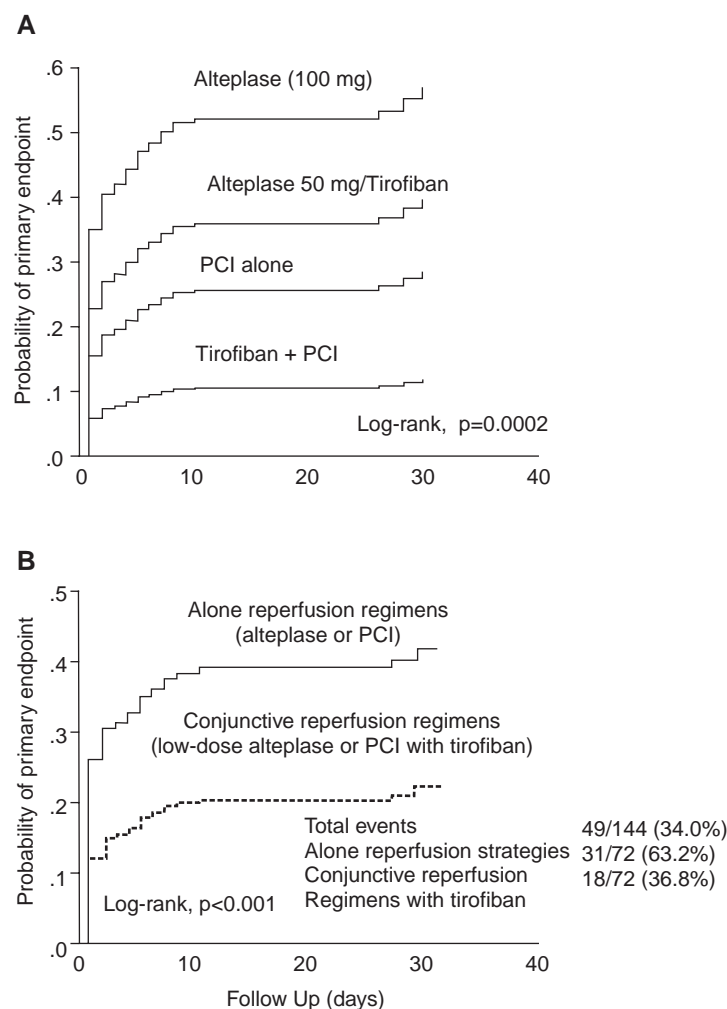 A
Probability of primary endpoint
.6
.5
.4
.3
.2
.1
.0
Alteplase (100 mg)
Alteplase 50 mg/Tirofiban
PCI alone
Tirofiban + PCI
Log-rank, p=0.0002
0 10 20 30 40
B
Probability of primary endpoint
.5
.4
.3
.2
.1
.0
Alone reperfusion regimens
(alteplase or PCI)
Conjunctive reperfusion regimens
(low-dose alteplase or PCI with tirofiban)
Total events 49/144 (34.0%)
Alone reperfusion strategies 31/72 (63.2%)
Conjunctive reperfusion 18/72 (36.8%)
Regimens with tirofiban
Log-rank, p<0.001
0 10 20 30 40
Follow Up (days)